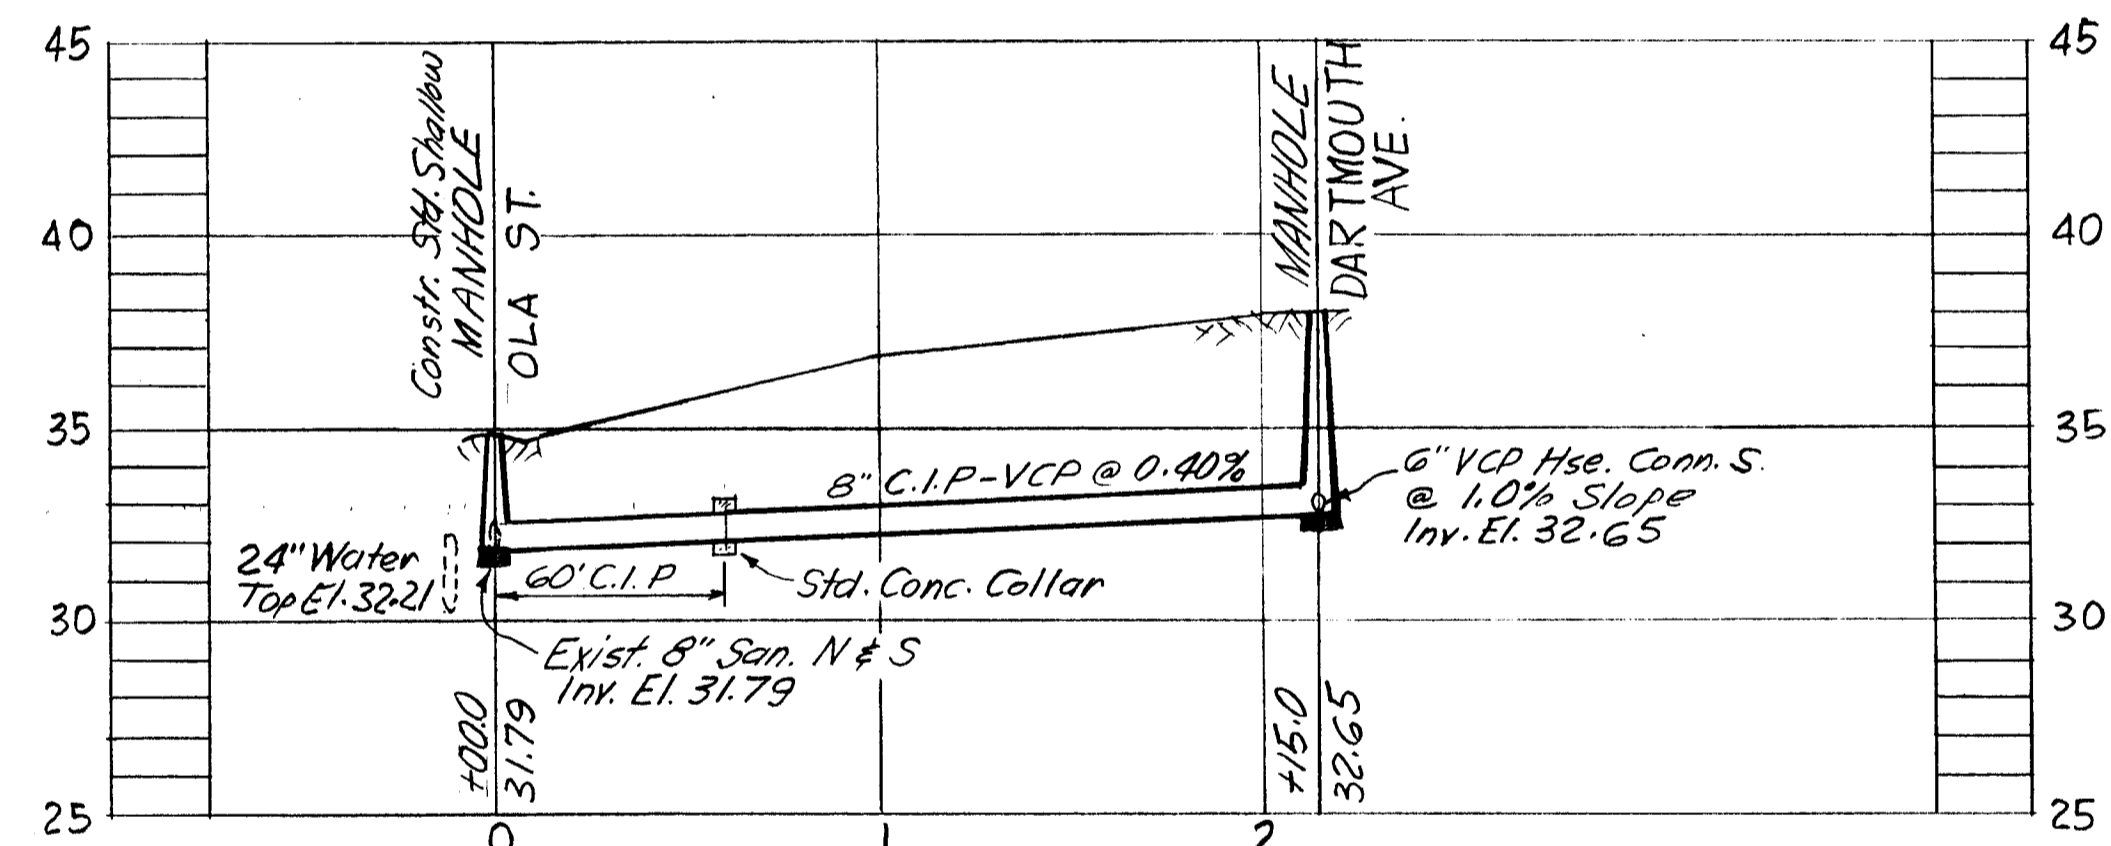 45
45
Constr. Std. Shallow
MANHOLE
OLA ST.
MANHOLE
DARTMOUTH
AVE.
40
40
35
35
8" C.I.P-VCP @ 0.40%
6" VCP Hse. Conn. S.
@ 1.0% Slope
Inv. El. 32.65
24" Water
Top El. 32.21
60' C.I.P
Std. Conc. Collar
30
30
Exist. 8" San. N & S
Inv. El. 31.79
+00.0
31.79
+15.0
32.65
25
25
0
1
2